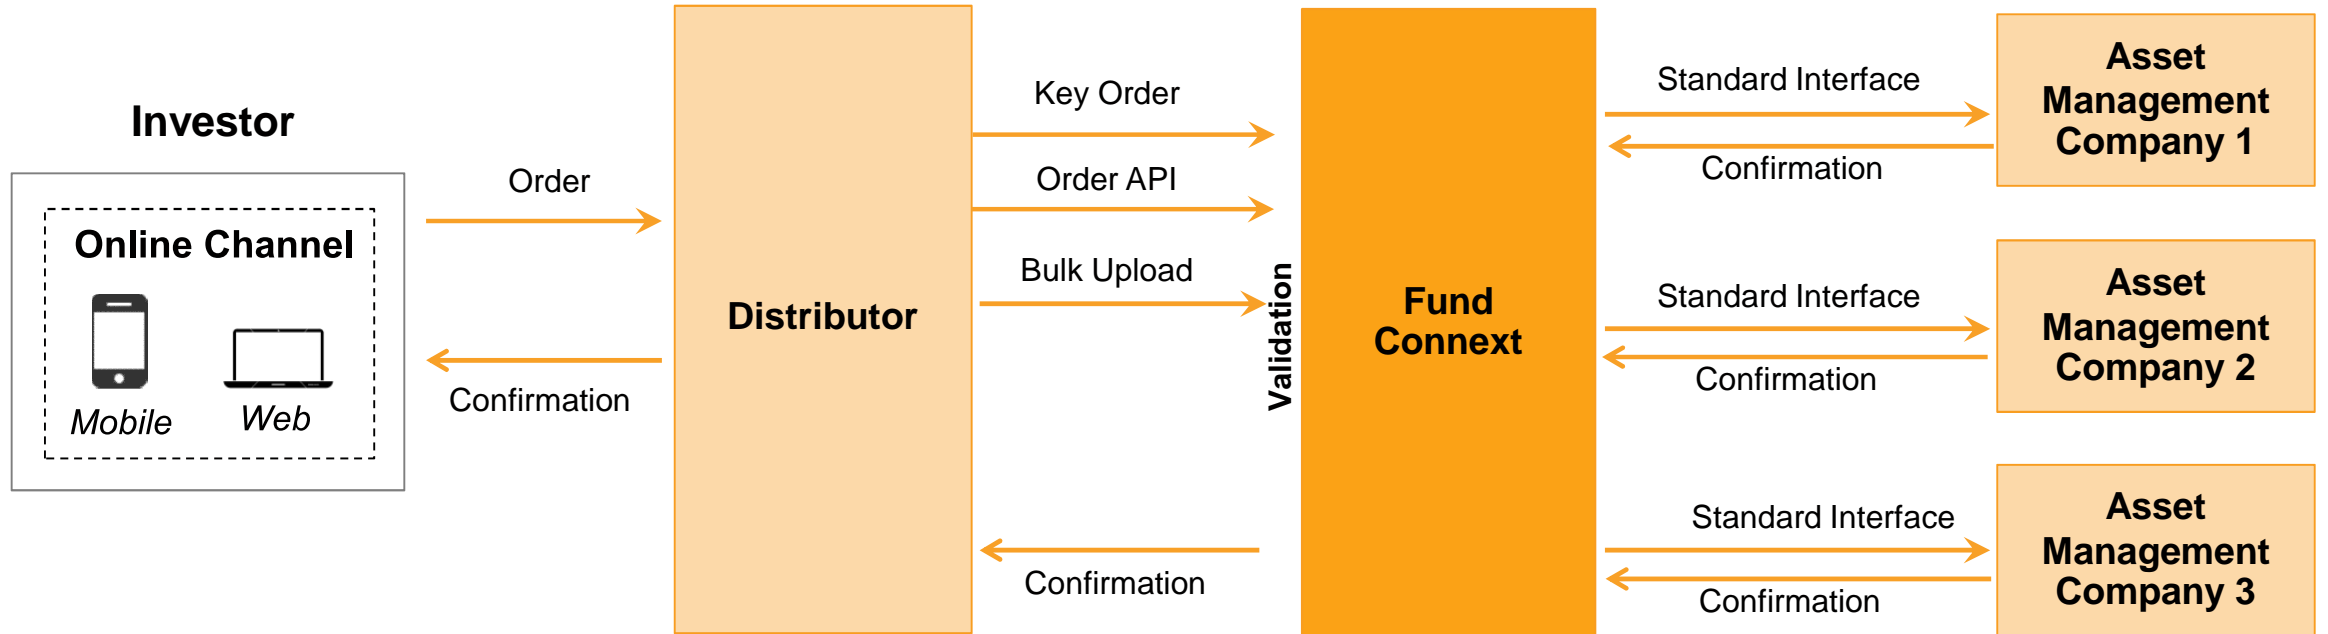 Investor
Online Channel
Mobile
Web
Order
Confirmation
Distributor
Key Order
Order API
Bulk Upload
Confirmation
Validation
Fund
Connext
Standard Interface
Confirmation
Standard Interface
Confirmation
Standard Interface
Confirmation
Asset
Management
Company 1
Asset
Management
Company 2
Asset
Management
Company 3